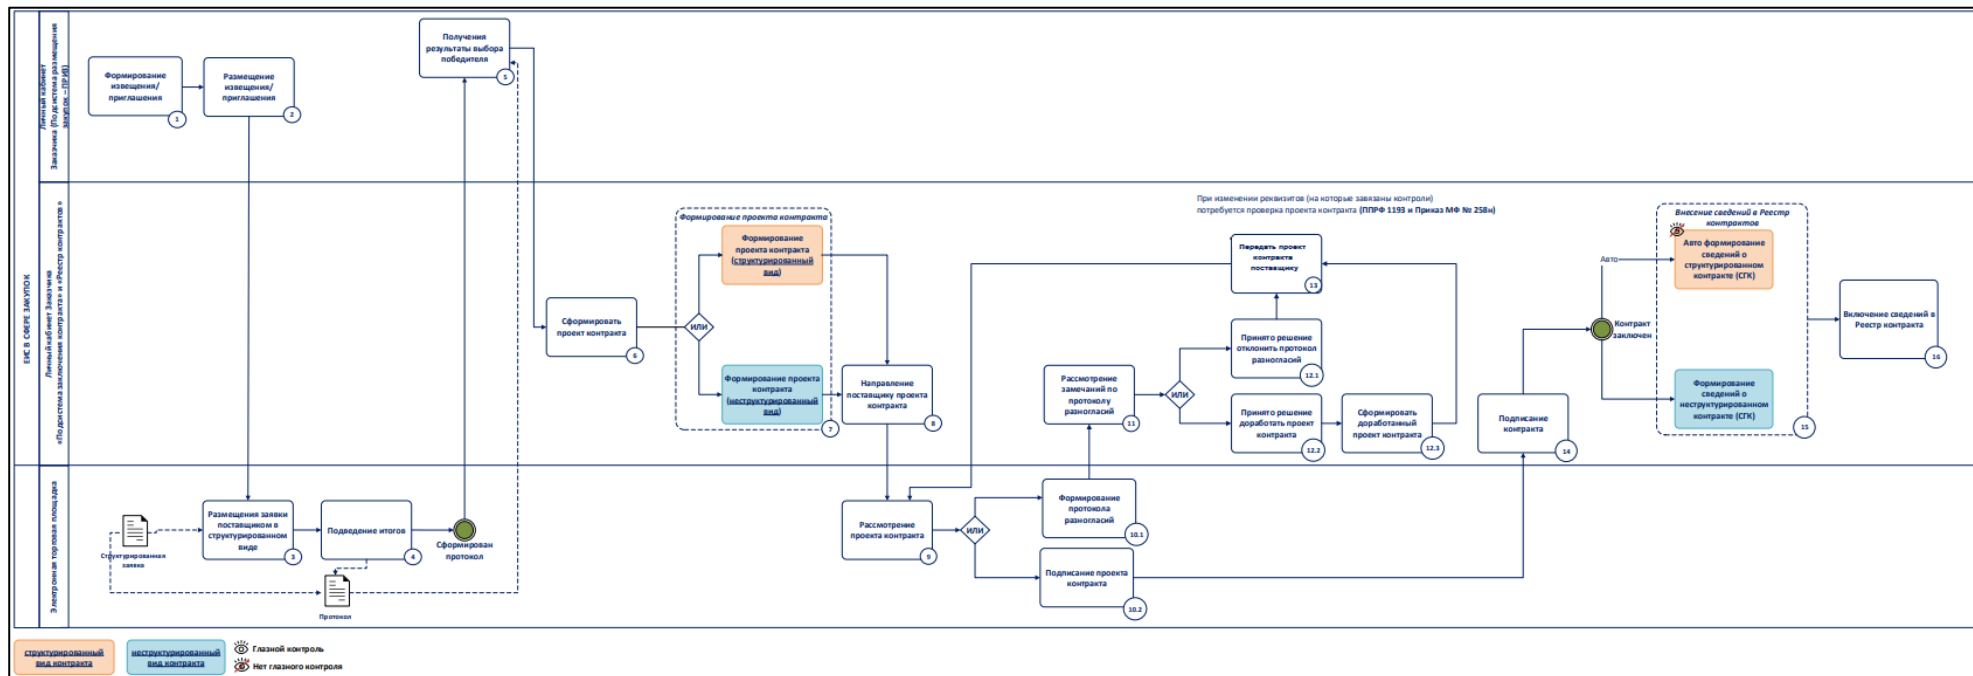 ЕИС В СФЕРЕ ЗАКУПОК
Личный кабинет
Заказчика (Подсистема размещения
закупок – ПРИЗ)
Формирование
извещения/
приглашения
1
Размещение
извещения/
приглашения
2
Получения
результаты выбора
победителя
5
Личный кабинет Заказчика
«Подсистема заключения контракта» и «Реестр контрактов»
Сформировать
проект контракта
6
Формирование проекта контракта
ИЛИ
Формирование
проекта контракта
(структурированный
вид)
Формирование проекта
контракта
(неструктурированный
вид)
7
Направление
поставщику проекта
контракта
8
Рассмотрение
замечаний по
протоколу
разногласий
11
ИЛИ
При изменении реквизитов (на которые завязаны контроли)
потребуется проверка проекта контракта (ППРФ 1193 и Приказ МФ № 258н)
Передать проект
контракта
поставщику
13
Принято решение
отклонить протокол
разногласий
12.1
Принято решение
доработать проект
контракта
12.2
Сформировать
доработанный
проект контракта
12.3
Подписание
контракта
14
Контракт
заключен
Авто
Внесение сведений в Реестр
контрактов
Авто формирование
сведений о
структурированном
контракте (СГК)
Формирование
сведений о
неструктурированном
контракте (СГК)
15
Включение сведений в
Реестр контракта
16
Электронная торговая площадка
Структурированная
заявка
Размещения заявки
поставщиком в
структурированном
виде
3
Подведение итогов
4
Сформирован
протокол
Протокол
Рассмотрение
проекта контракта
9
ИЛИ
Формирование
протокола
разногласий
10.1
Подписание проекта
контракта
10.2
структурированный
вид контракта
неструктурированный
вид контракта
Глазной контроль
Нет глазного контроля